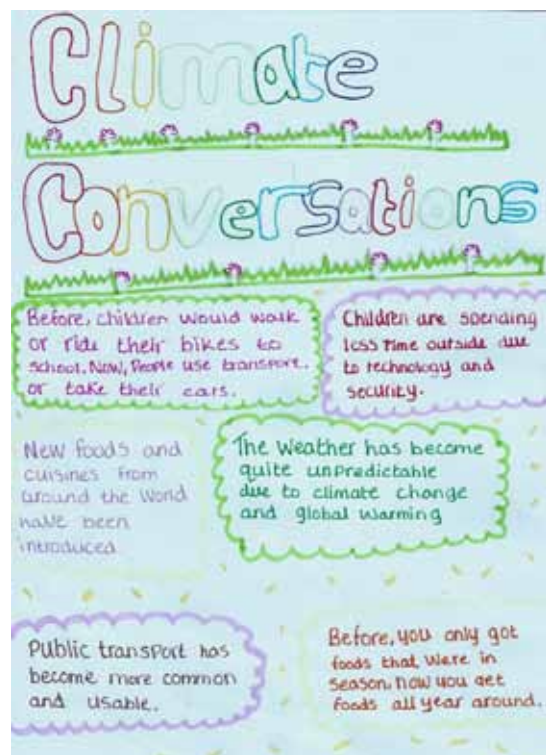 Climate
Conversations
Before, children would walk
or ride their bikes to
school. Now, People use transport.
or take their cars.
Children are spending
less time outside due
to technology and
security.
New foods and
cuisines from
around the World
have been
introduced
The Weather has become
quite unpredictable
due to climate change
and global warming
Public transport has
become more common
and usable.
Before, you only got
foods that were in
season, now you get
foods all year around.